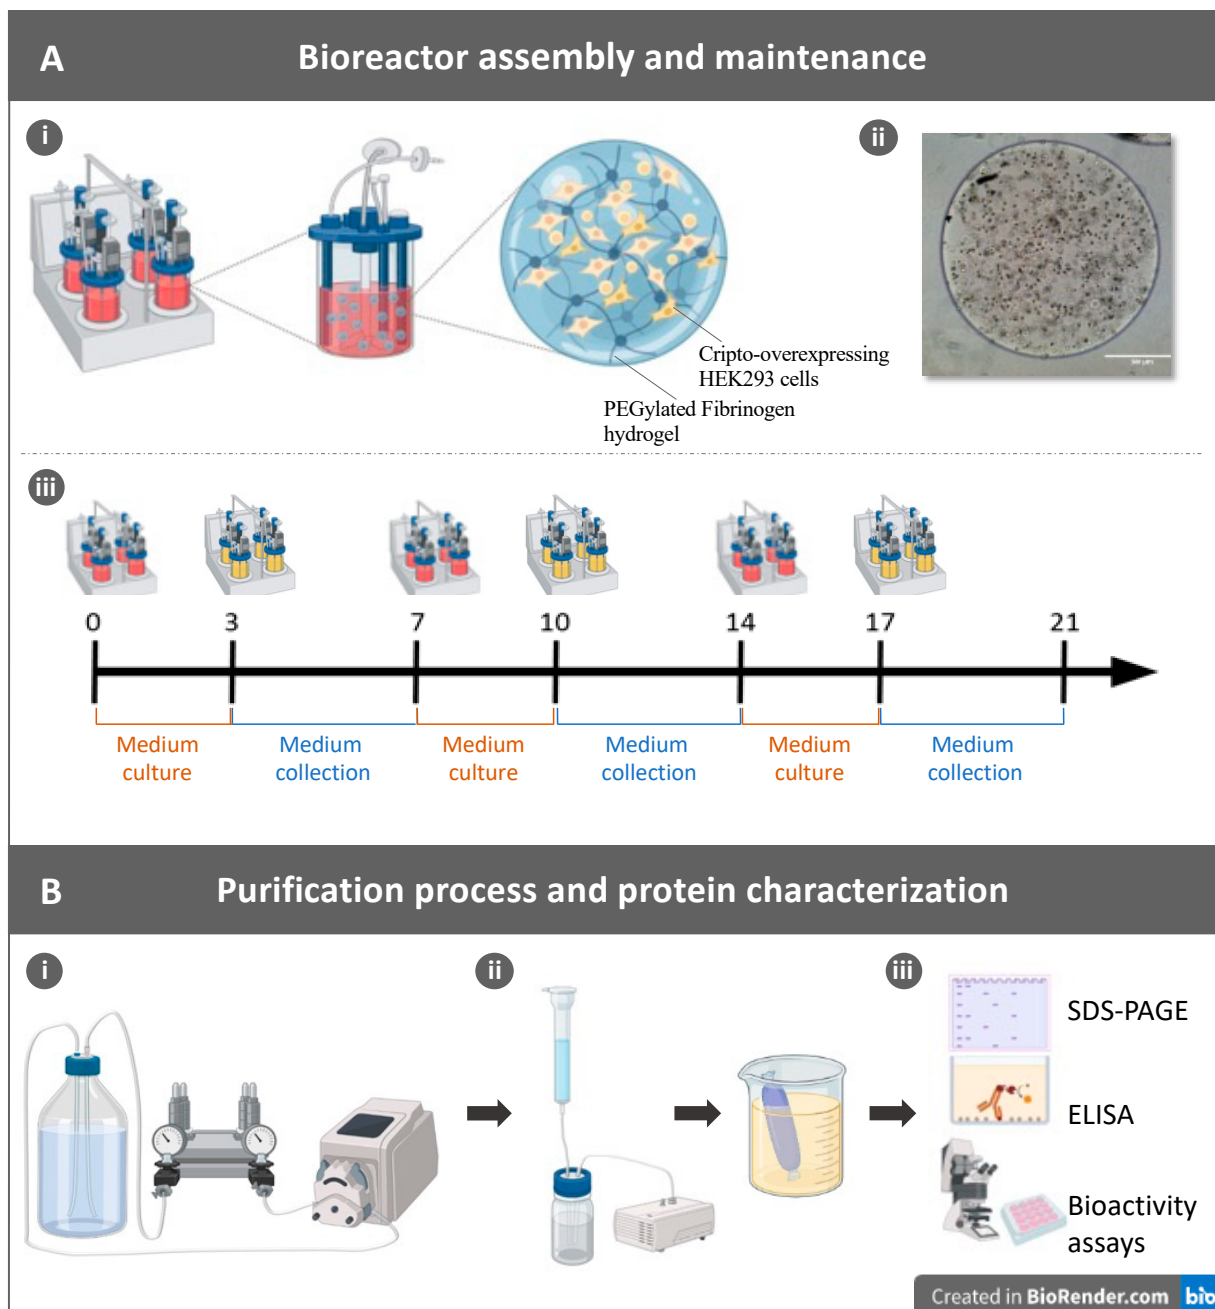 A
Bioreactor assembly and maintenance
i
ii
Cripto-overexpressing
HEK293 cells
PEGylated Fibrinogen
hydrogel
iii
0 3 7 10 14 17 21
Medium
culture
Medium
collection
Medium
culture
Medium
collection
Medium
culture
Medium
collection
B
Purification process and protein characterization
i
ii
iii
SDS-PAGE
ELISA
Bioactivity
assays
Created in BioRender.com bio